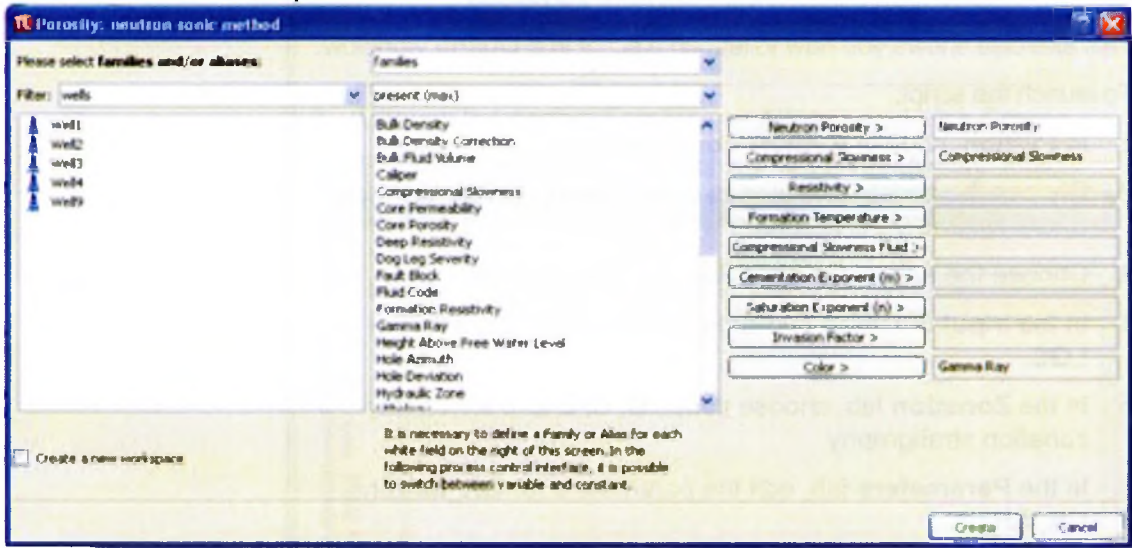 Porosity: neutron sonic method
Please select families and/or aliases:
families
Filter: wells
present (max)
Well1
Well2
Well3
Well4
Well9
Bulk Density
Bulk Density Correction
Bulk Fluid Volume
Caliper
Compressional Slowness
Core Permeability
Core Porosity
Deep Resistivity
Dog Leg Severity
Fault Block
Fluid Code
Formation Resistivity
Gamma Ray
Height Above Free Water Level
Hole Azimuth
Hole Deviation
Hydraulic Zone
Neutron Porosity >
Neutron Porosity
Compressional Slowness >
Compressional Slowness
Resistivity >
Formation Temperature >
Compressional Slowness Fluid >
Cementation Exponent (m) >
Saturation Exponent (n) >
Invasion Factor >
Color >
Gamma Ray
It is necessary to define a Family or Alias for each
white field on the right of this screen. In the
following process control interface, it is possible
to switch between variable and constant.
Create a new workspace
Create
Cancel